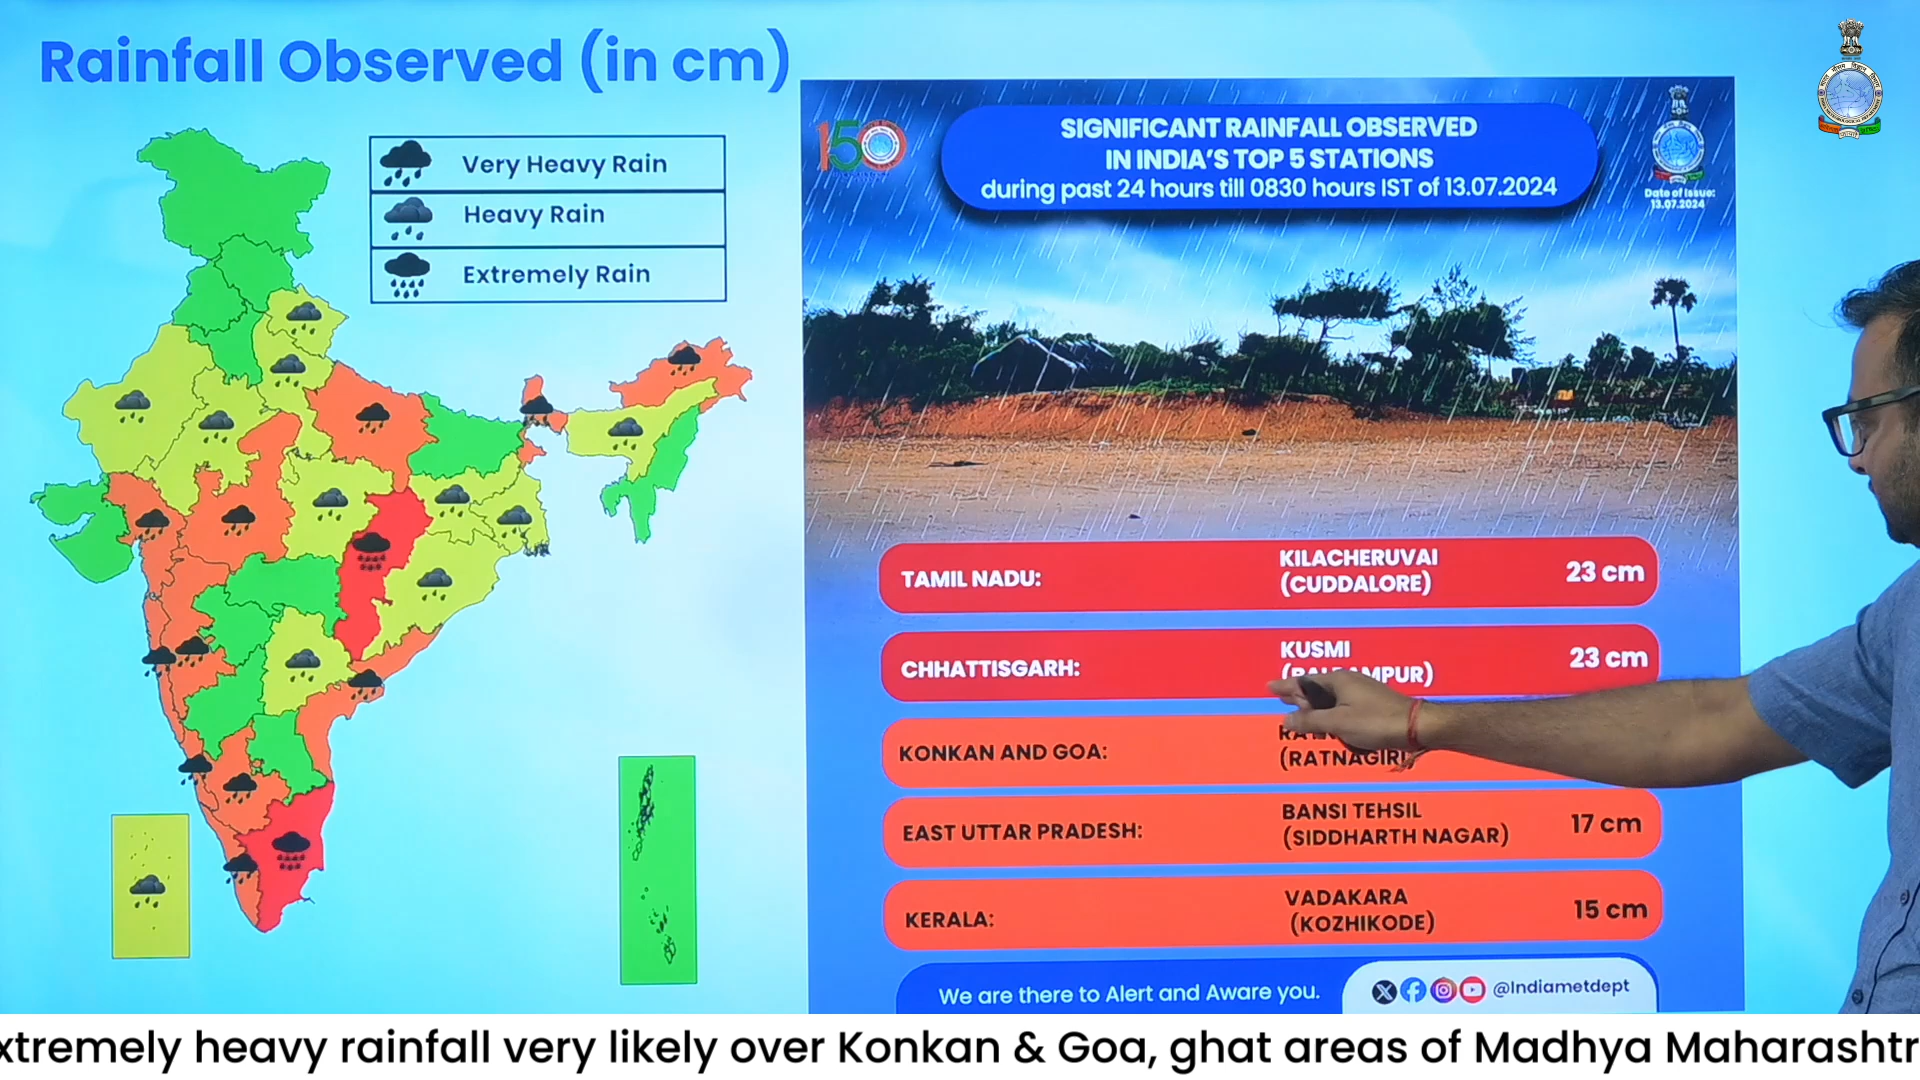 Rainfall Observed (in cm)
Very Heavy Rain
Heavy Rain
Extremely Rain
150
SIGNIFICANT RAINFALL OBSERVED
IN INDIA'S TOP 5 STATIONS
during past 24 hours till 0830 hours IST of 13.07.2024
Date of Issue:
13.07.2024
TAMIL NADU:
KILACHERUVAI
(CUDDALORE)
23 cm
CHHATTISGARH:
KUSMI
23 cm
KONKAN AND GOA:
(RATNAGIRI)
EAST UTTAR PRADESH:
BANSI TEHSIL
(SIDDHARTH NAGAR)
17 cm
KERALA:
VADAKARA
(KOZHIKODE)
15 cm
We are there to Alert and Aware you.
@Indiametdept
xtremely heavy rainfall very likely over Konkan & Goa, ghat areas of Madhya Maharashtr